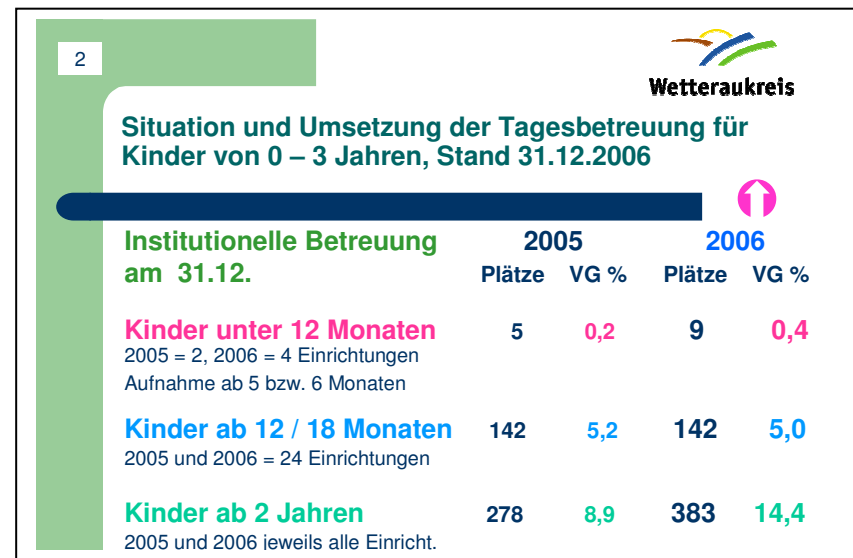 2
Wetteraukreis
Situation und Umsetzung der Tagesbetreuung für
Kinder von 0 – 3 Jahren, Stand 31.12.2006
Institutionelle Betreuung 2005 2006
am 31.12. Plätze VG % Plätze VG %
Kinder unter 12 Monaten 5 0,2 9 0,4
2005 = 2, 2006 = 4 Einrichtungen
Aufnahme ab 5 bzw. 6 Monaten
Kinder ab 12 / 18 Monaten 142 5,2 142 5,0
2005 und 2006 = 24 Einrichtungen
Kinder ab 2 Jahren 278 8,9 383 14,4
2005 und 2006 jeweils alle Einricht.